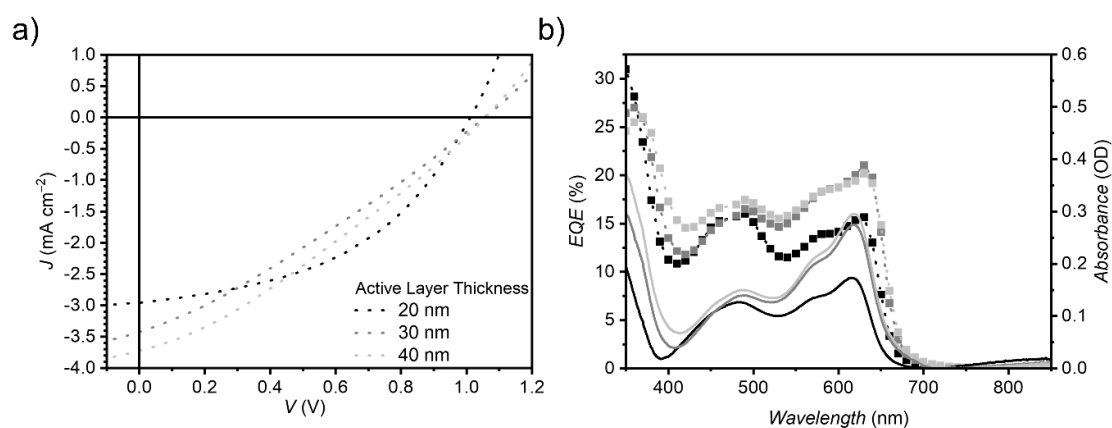 a)
1.0
0.5
0.0
-0.5
-1.0
-1.5
-2.0
-2.5
-3.0
-3.5
-4.0
J (mA cm⁻²)
Active Layer Thickness
20 nm
30 nm
40 nm
0.0 0.2 0.4 0.6 0.8 1.0 1.2
V (V)
b)
30
25
20
15
10
5
0
EQE (%)
0.6
0.5
0.4
0.3
0.2
0.1
0.0
Absorbance (OD)
400 500 600 700 800
Wavelength (nm)